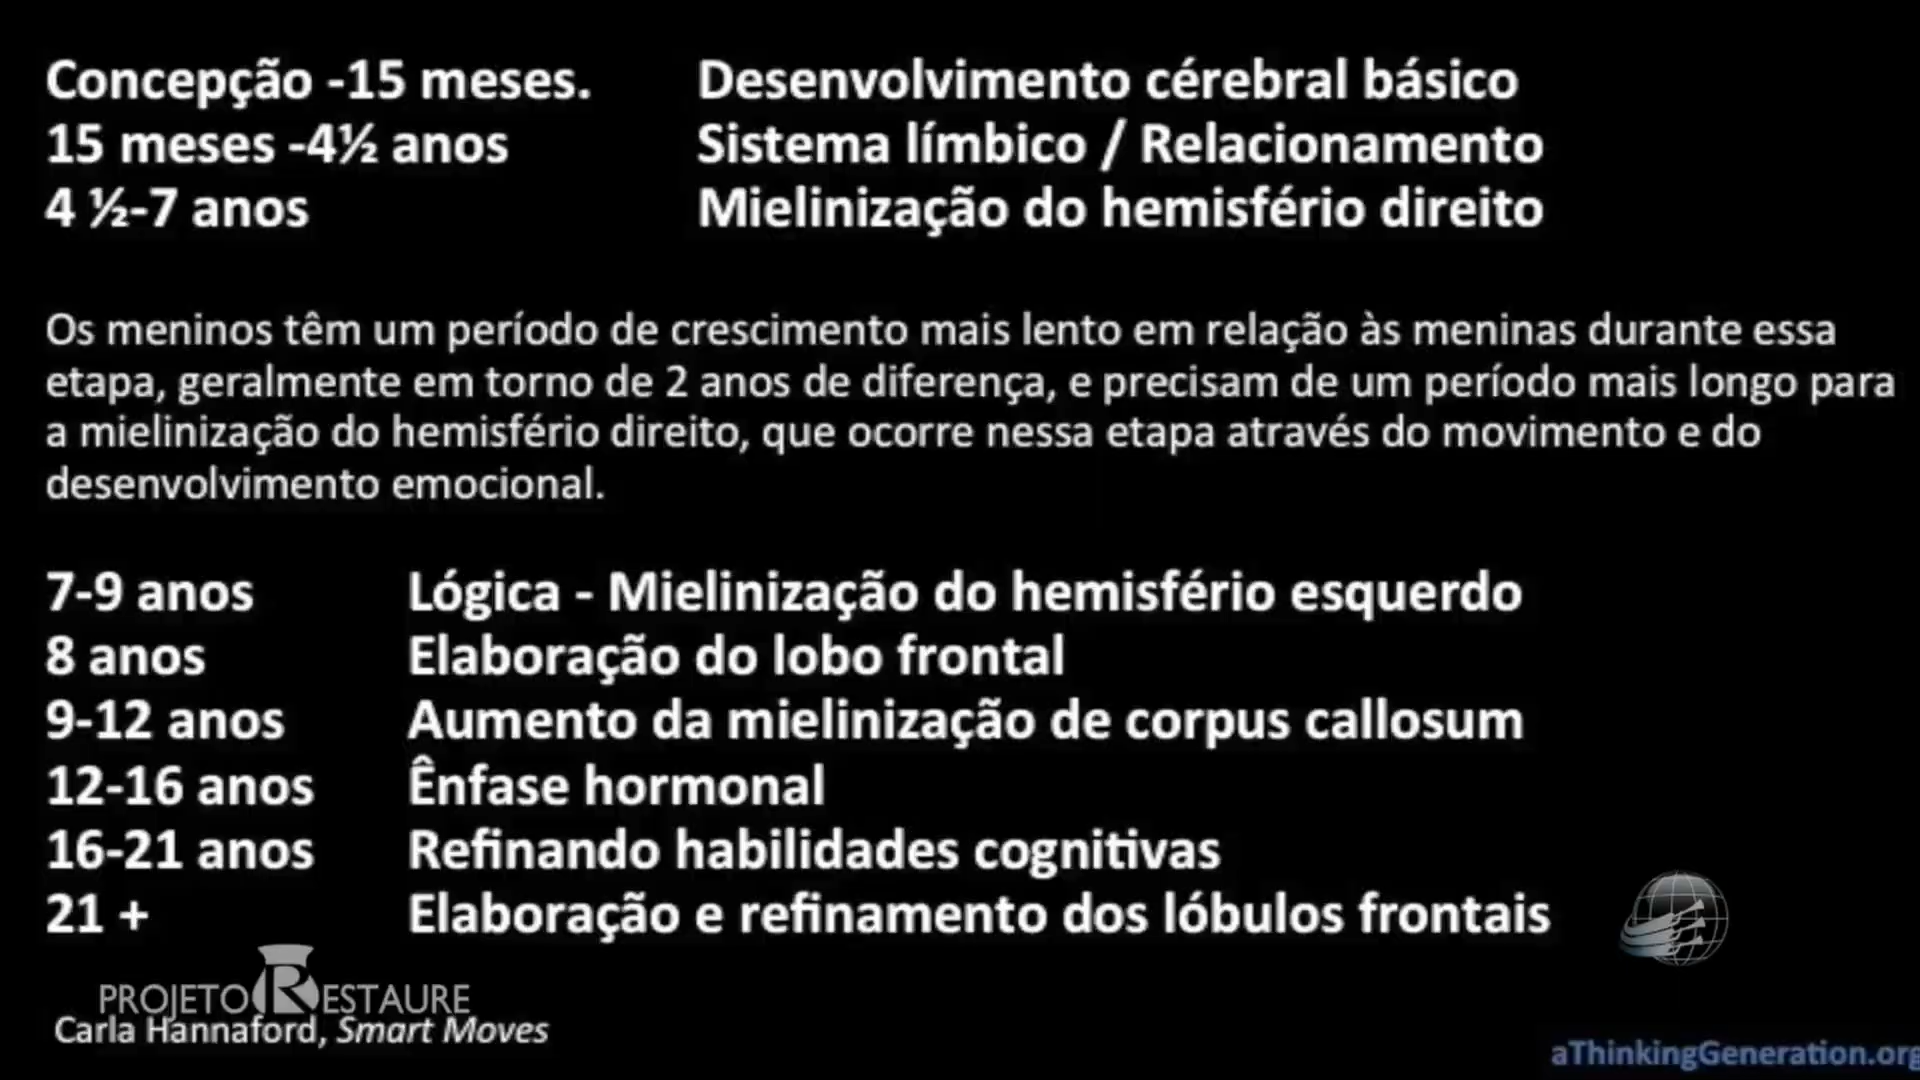 Concepção -15 meses. Desenvolvimento cérebral básico
15 meses -4½ anos Sistema límbico / Relacionamento
4 ½-7 anos Mielinização do hemisfério direito
Os meninos têm um período de crescimento mais lento em relação às meninas durante essa
etapa, geralmente em torno de 2 anos de diferença, e precisam de um período mais longo para
a mielinização do hemisfério direito, que ocorre nessa etapa através do movimento e do
desenvolvimento emocional.
7-9 anos Lógica - Mielinização do hemisfério esquerdo
8 anos Elaboração do lobo frontal
9-12 anos Aumento da mielinização de corpus callosum
12-16 anos Ênfase hormonal
16-21 anos Refinando habilidades cognitivas
21 + Elaboração e refinamento dos lóbulos frontais
PROJETO RESTAURE
Carla Hannaford, Smart Moves
aThinkingGeneration.org